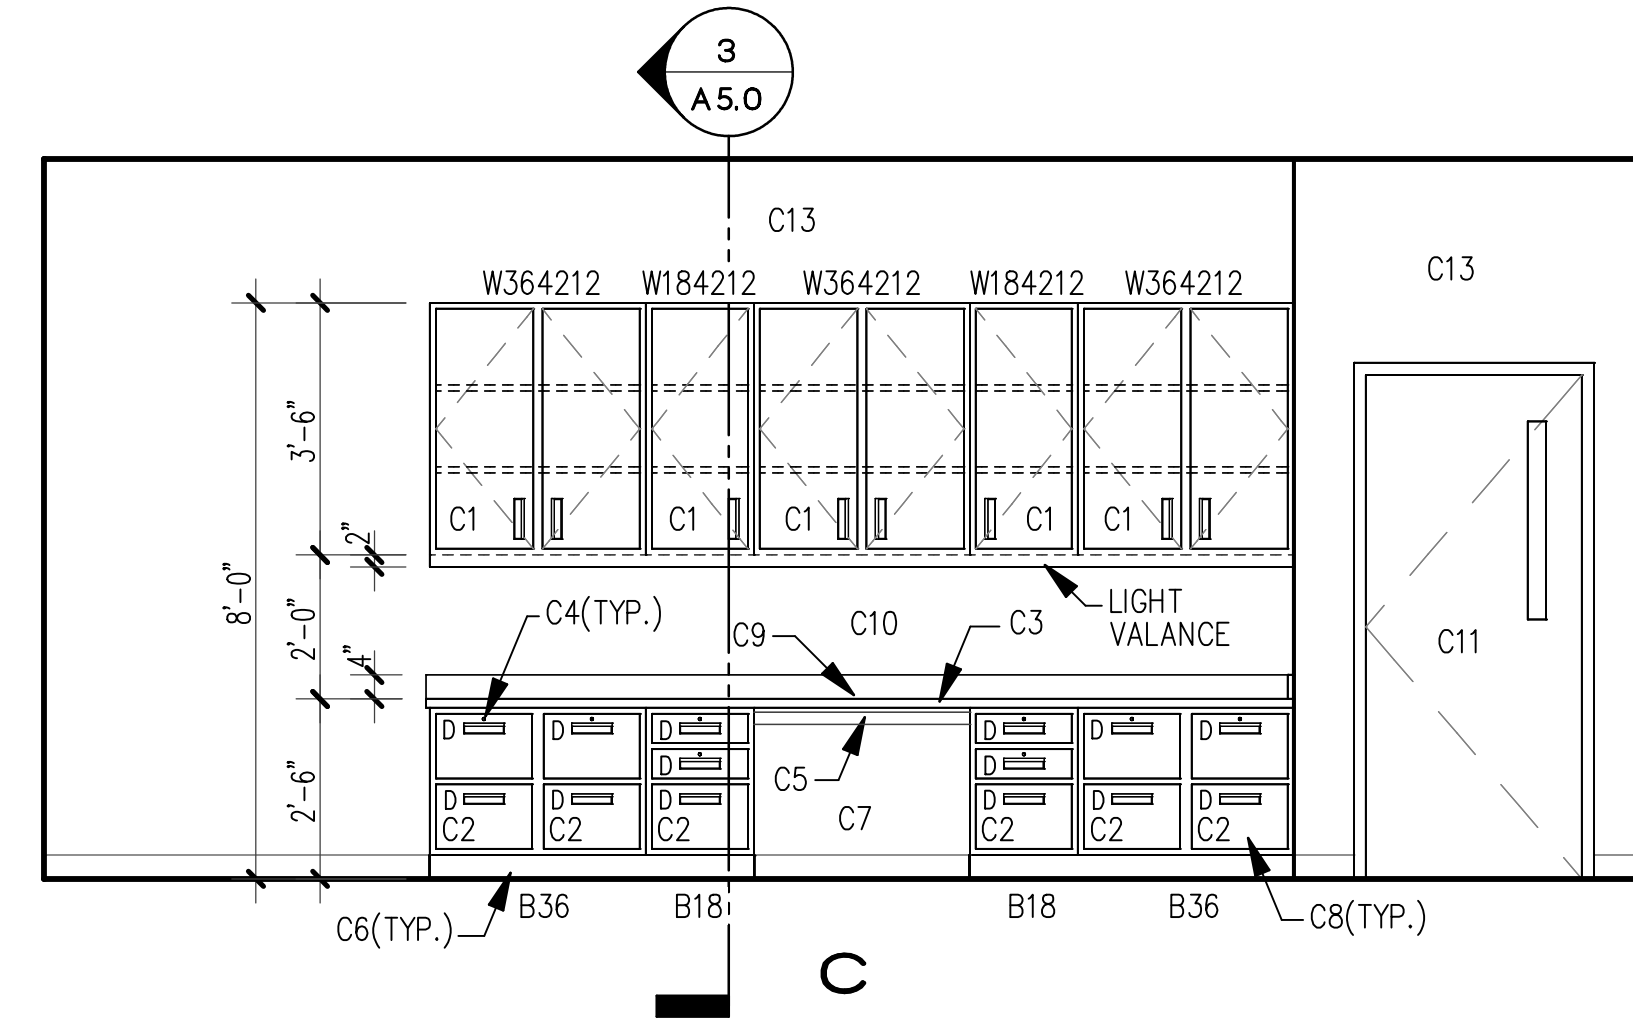 3
A5.0
C13
C13
W364212 W184212 W364212 W184212 W364212
3'-6"
C1 C1 C1 C1 C1
2"
8'-0"
2'-0"
4"
C4(TYP.)
C9
C10
C3
LIGHT
VALANCE
C11
D D D D D D
D D
C5
2'-6"
D D D D D D
C2 C2 C2 C7 C2 C2 C2
B36 B18 B18 B36
C6(TYP.)
C8(TYP.)
C